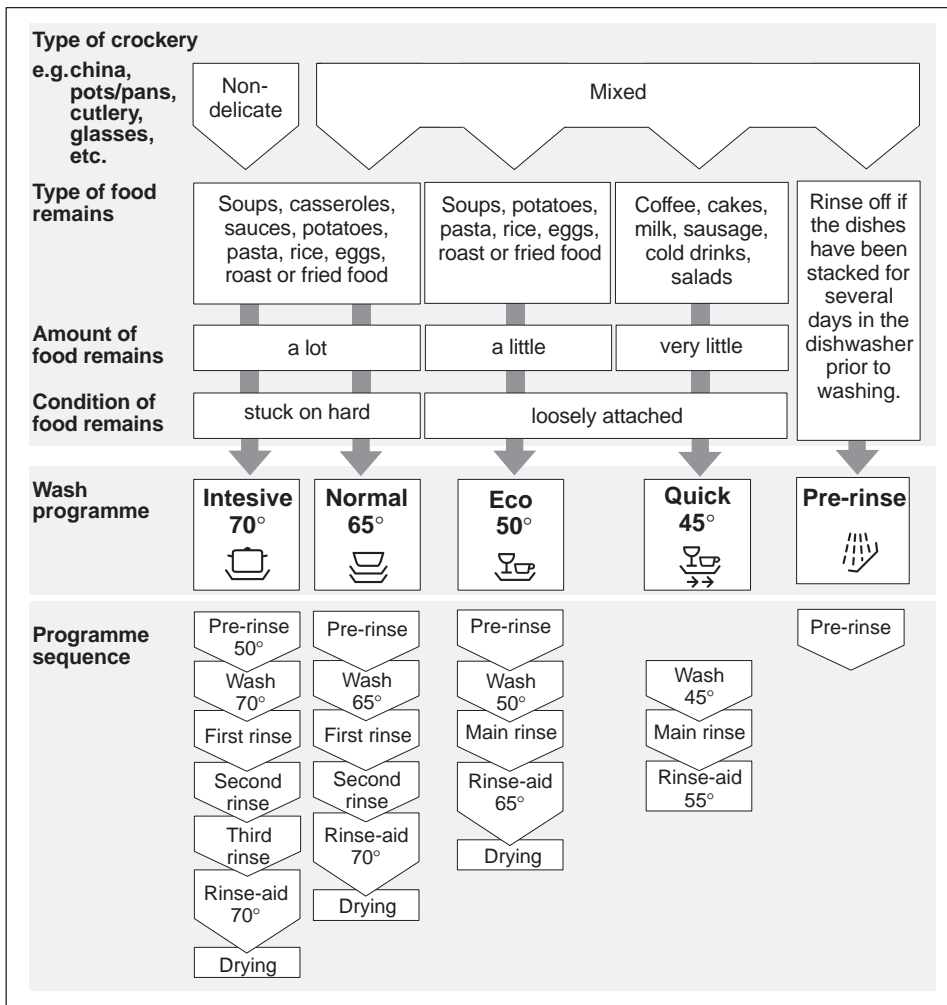 Type of crockery
e.g. china,
pots/pans,
cutlery,
glasses,
etc.
Non-
delicate
Mixed
Type of food
remains
Soups, casseroles,
sauces, potatoes,
pasta, rice, eggs,
roast or fried food
Soups, potatoes,
pasta, rice, eggs,
roast or fried food
Coffee, cakes,
milk, sausage,
cold drinks,
salads
Rinse off if
the dishes
have been
stacked for
several
days in the
dishwasher
prior to
washing.
Amount of
food remains
a lot
a little
very little
Condition of
food remains
stuck on hard
loosely attached
Wash
programme
Intesive
70°
Normal
65°
Eco
50°
Quick
45°
Pre-rinse
Programme
sequence
Pre-rinse
50°
Wash
70°
First rinse
Second
rinse
Third
rinse
Rinse-aid
70°
Drying
Pre-rinse
Wash
65°
First rinse
Second
rinse
Rinse-aid
70°
Drying
Pre-rinse
Wash
50°
Main rinse
Rinse-aid
65°
Drying
Wash
45°
Main rinse
Rinse-aid
55°
Pre-rinse